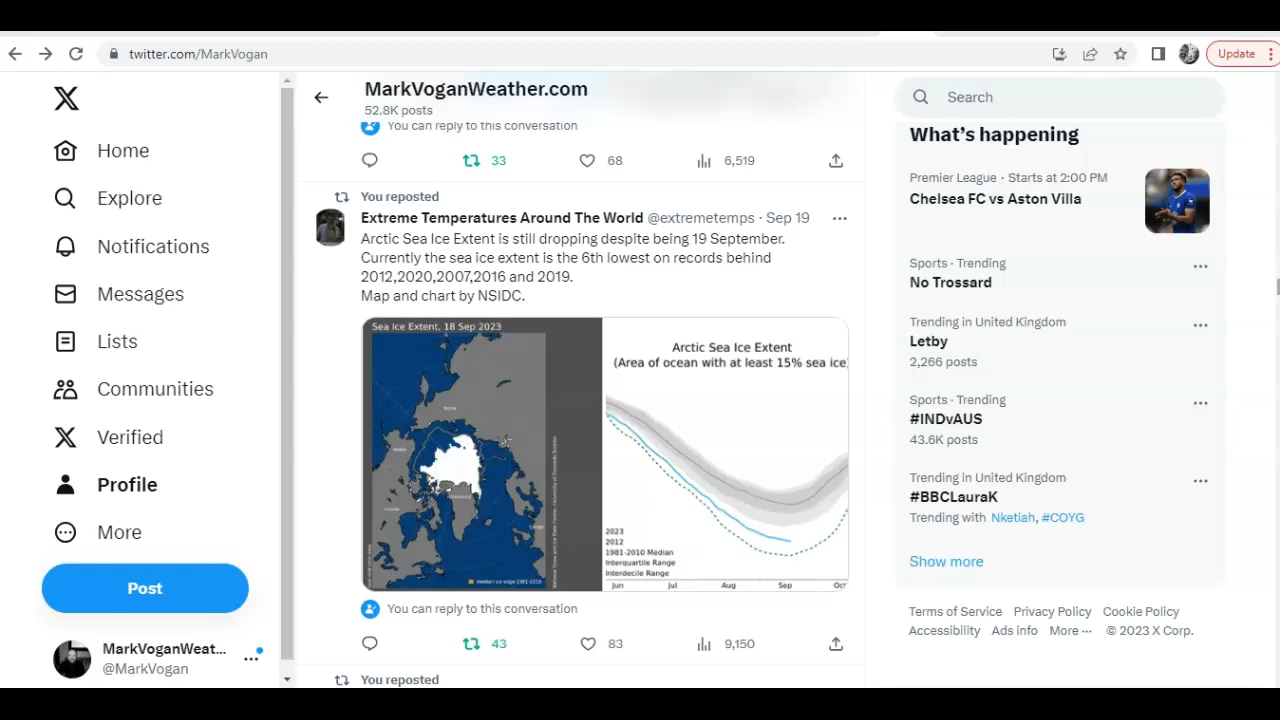 twitter.com/MarkVogan
Update
Home
Explore
Notifications
Messages
Lists
Communities
Verified
Profile
More
Post
MarkVoganWeat...
@MarkVogan
MarkVoganWeather.com
52.8K posts
You can reply to this conversation
33
68
6,519
You reposted
Extreme Temperatures Around The World @extremetemps · Sep 19
Arctic Sea Ice Extent is still dropping despite being 19 September.
Currently the sea ice extent is the 6th lowest on records behind
2012,2020,2007,2016 and 2019.
Map and chart by NSIDC.
Sea Ice Extent, 18 Sep 2023
median ice edge 1981-2010
Arctic Sea Ice Extent
(Area of ocean with at least 15% sea ice
2023
2012
1981-2010 Median
Interquartile Range
Interdecile Range
Jun Jul Aug Sep Oct
You can reply to this conversation
43
83
9,150
You reposted
Search
What's happening
Premier League · Starts at 2:00 PM
Chelsea FC vs Aston Villa
Sports · Trending
No Trossard
Trending in United Kingdom
Letby
2,266 posts
Sports · Trending
#INDvAUS
43.6K posts
Trending in United Kingdom
#BBCLauraK
Trending with Nketiah, #COYG
Show more
Terms of Service Privacy Policy Cookie Policy
Accessibility Ads info More ··· © 2023 X Corp.